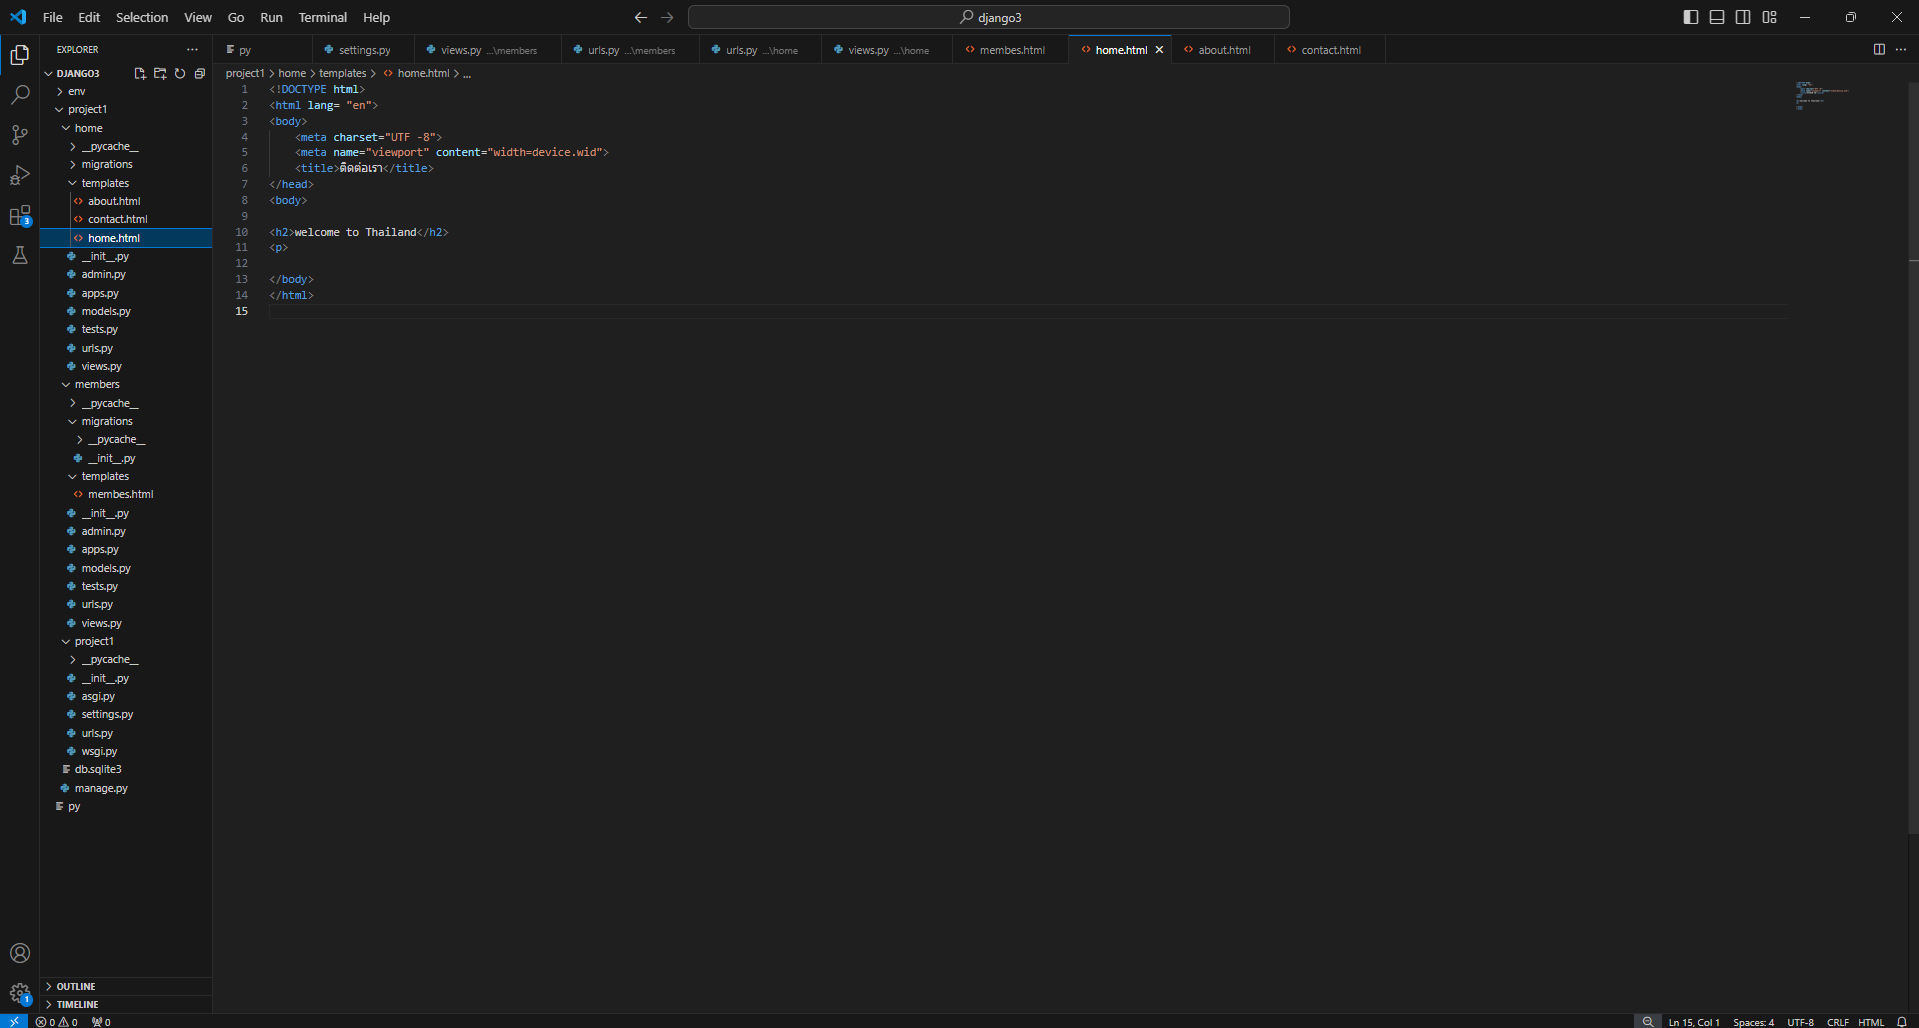 File Edit Selection View Go Run Terminal Help django3
EXPLORER
py settings.py views.py ...\members urls.py ...\members urls.py ...\home views.py ...\home membes.html home.html about.html contact.html
DJANGO3
project1 > home > templates > home.html > ...
env
project1
home
__pycache__
migrations
templates
about.html
contact.html
home.html
__init__.py
admin.py
apps.py
models.py
tests.py
urls.py
views.py
members
__pycache__
migrations
__pycache__
__init__.py
templates
membes.html
__init__.py
admin.py
apps.py
models.py
tests.py
urls.py
views.py
project1
__pycache__
__init__.py
asgi.py
settings.py
urls.py
wsgi.py
db.sqlite3
manage.py
py
OUTLINE
TIMELINE
1 <!DOCTYPE html>
2 <html lang= "en">
3 <body>
4 <meta charset="UTF -8">
5 <meta name="viewport" content="width=device.wid">
6 <title>ติดต่อเรา</title>
7 </head>
8 <body>
9
10 <h2>welcome to Thailand</h2>
11 <p>
12
13 </body>
14 </html>
15
3
1
0 0 0 Ln 15, Col 1 Spaces: 4 UTF-8 CRLF HTML